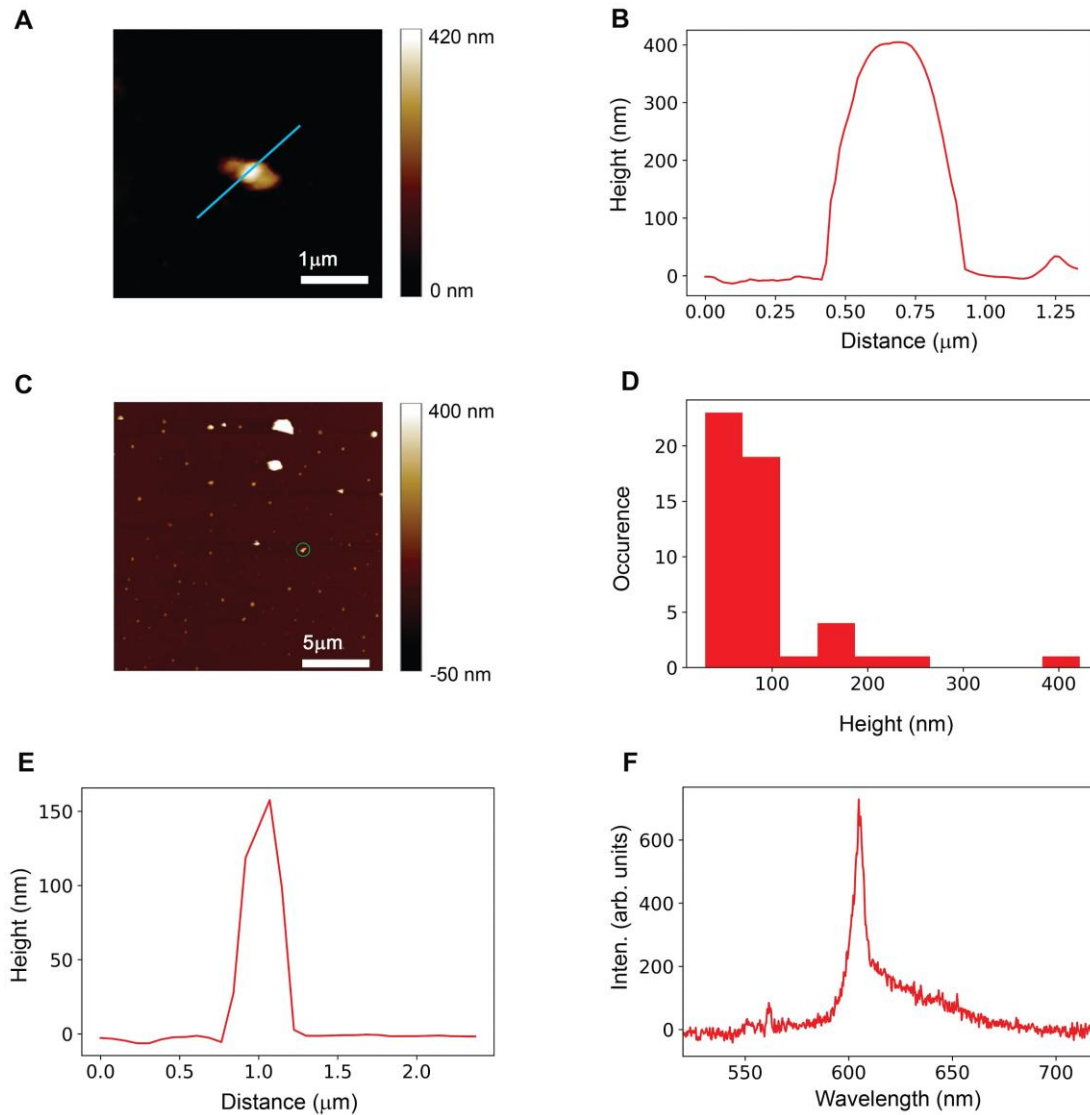 A
420 nm
1μm
0 nm
B
400
300
200
100
0
Height (nm)
0.00 0.25 0.50 0.75 1.00 1.25
Distance (μm)
C
400 nm
5μm
-50 nm
D
20
15
10
5
0
Occurence
100 200 300 400
Height (nm)
E
150
100
50
0
Height (nm)
0.0 0.5 1.0 1.5 2.0
Distance (μm)
F
600
400
200
0
Inten. (arb. units)
550 600 650 700
Wavelength (nm)